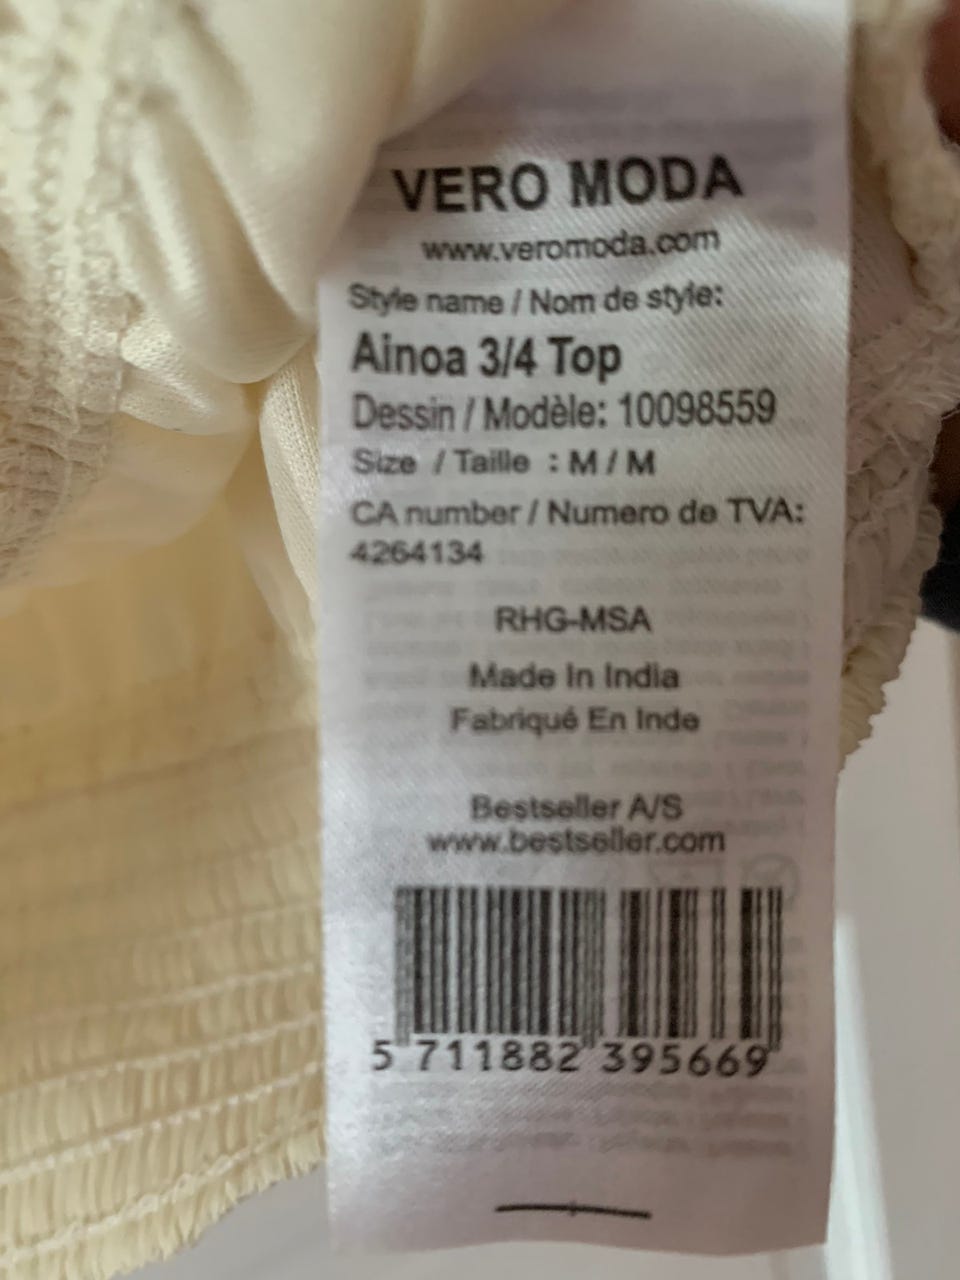 VERO MODA
www.veromoda.com
Style name / Nom de style:
Ainoa 3/4 Top
Dessin / Modèle: 10098559
Size / Taille : M / M
CA number / Numero de TVA:
4264134
RHG-MSA
Made In India
Fabriqué En Inde
Bestseller A/S
www.bestseller.com
5 711882 395669